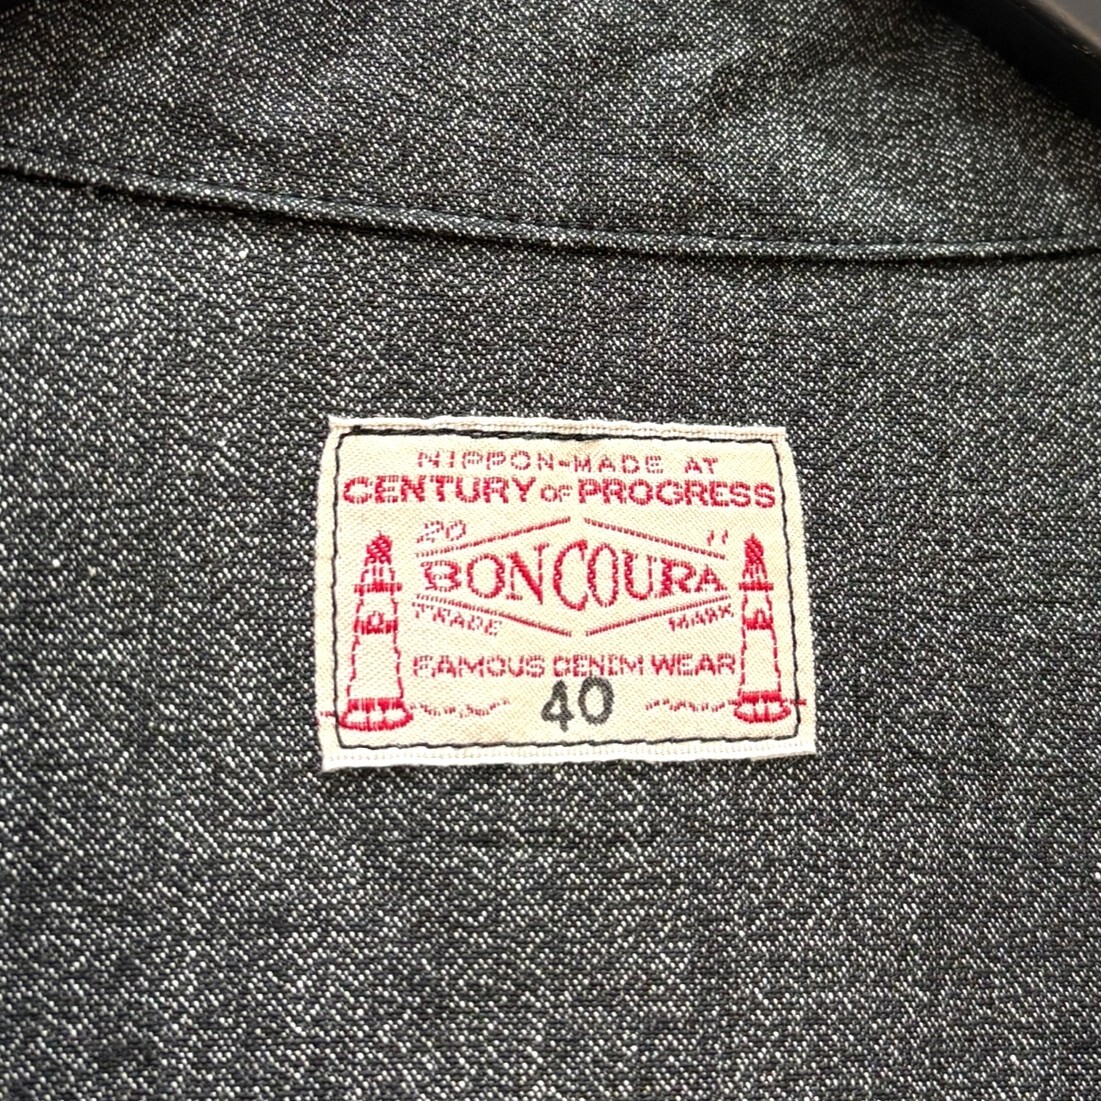 NIPPON-MADE AT
CENTURY OF PROGRESS
20 11
BONCOURA
TRADE MARK
FAMOUS DENIM WEAR
40